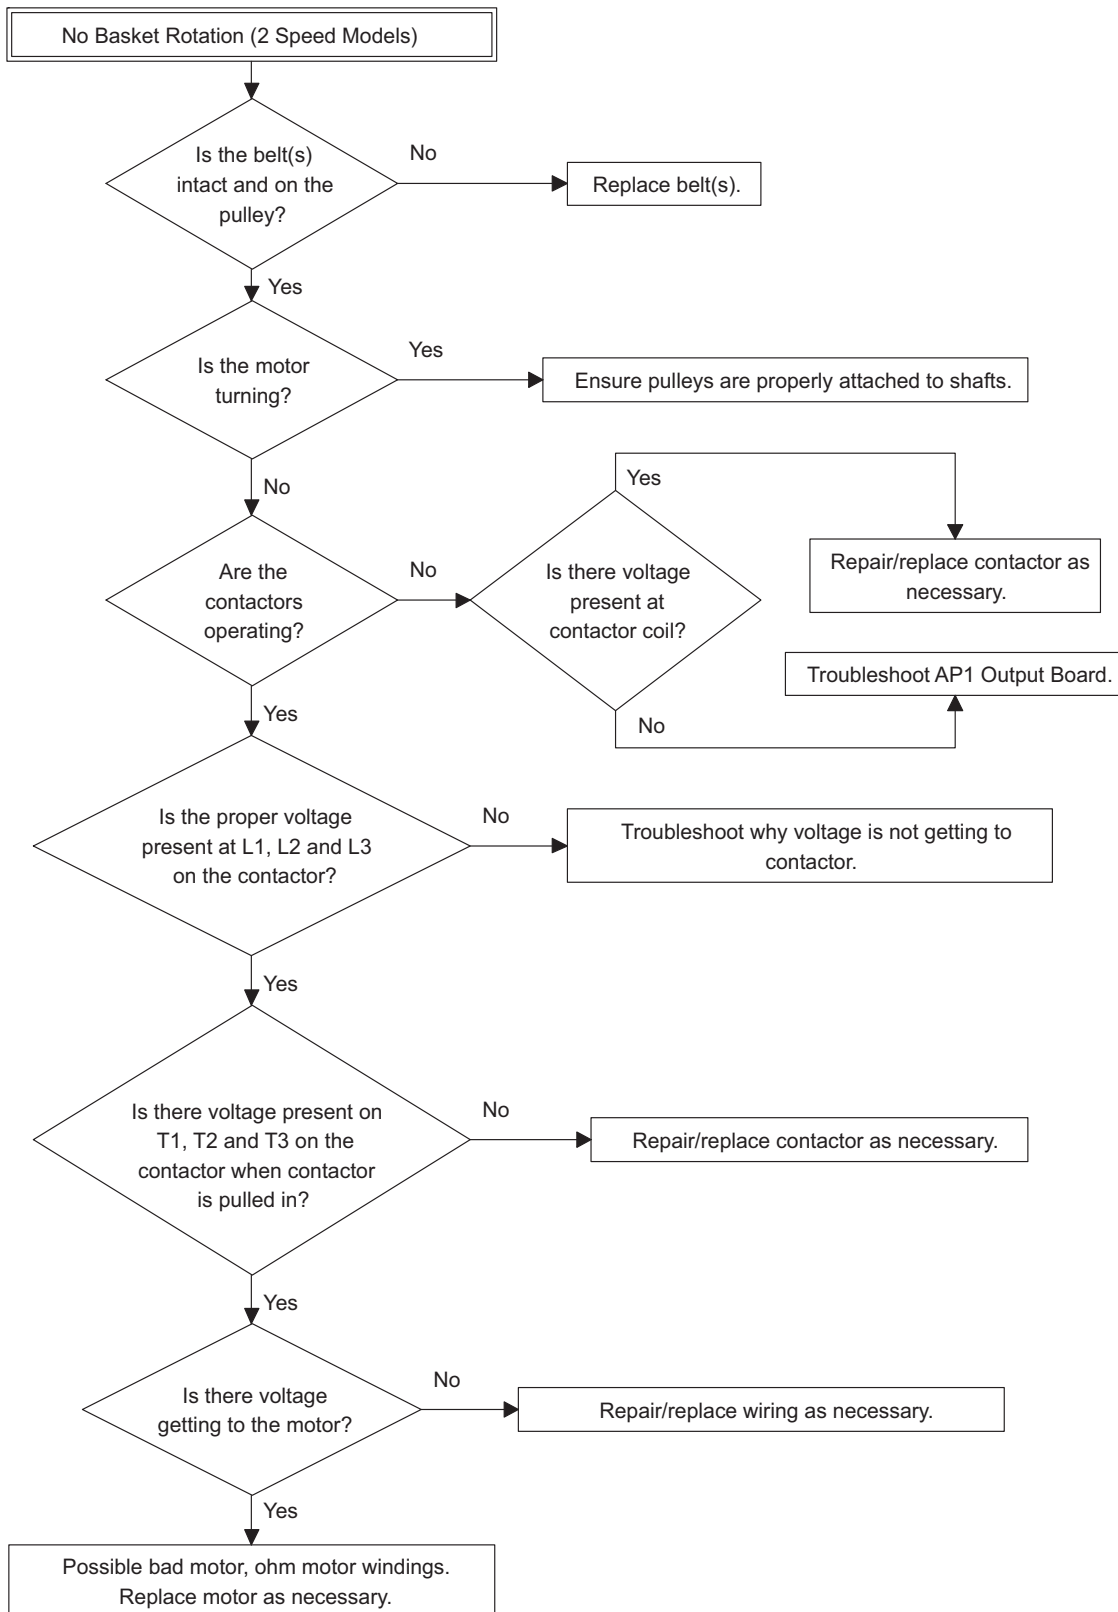 No Basket Rotation (2 Speed Models)
Is the belt(s)
intact and on the
pulley?
No
Replace belt(s).
Yes
Is the motor
turning?
Yes
Ensure pulleys are properly attached to shafts.
No
Are the
contactors
operating?
No
Is there voltage
present at
contactor coil?
Yes
Repair/replace contactor as
necessary.
No
Troubleshoot AP1 Output Board.
Yes
Is the proper voltage
present at L1, L2 and L3
on the contactor?
No
Troubleshoot why voltage is not getting to
contactor.
Yes
Is there voltage present on
T1, T2 and T3 on the
contactor when contactor
is pulled in?
No
Repair/replace contactor as necessary.
Yes
Is there voltage
getting to the motor?
No
Repair/replace wiring as necessary.
Yes
Possible bad motor, ohm motor windings.
Replace motor as necessary.